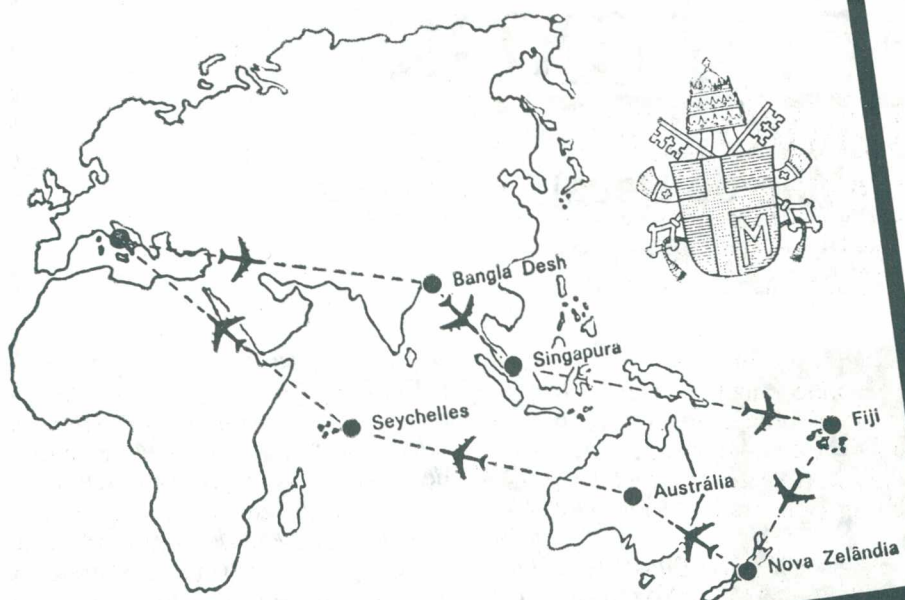 Bangla Desh
Singapura
Seychelles
Fiji
Austrália
Nova Zelândia
M